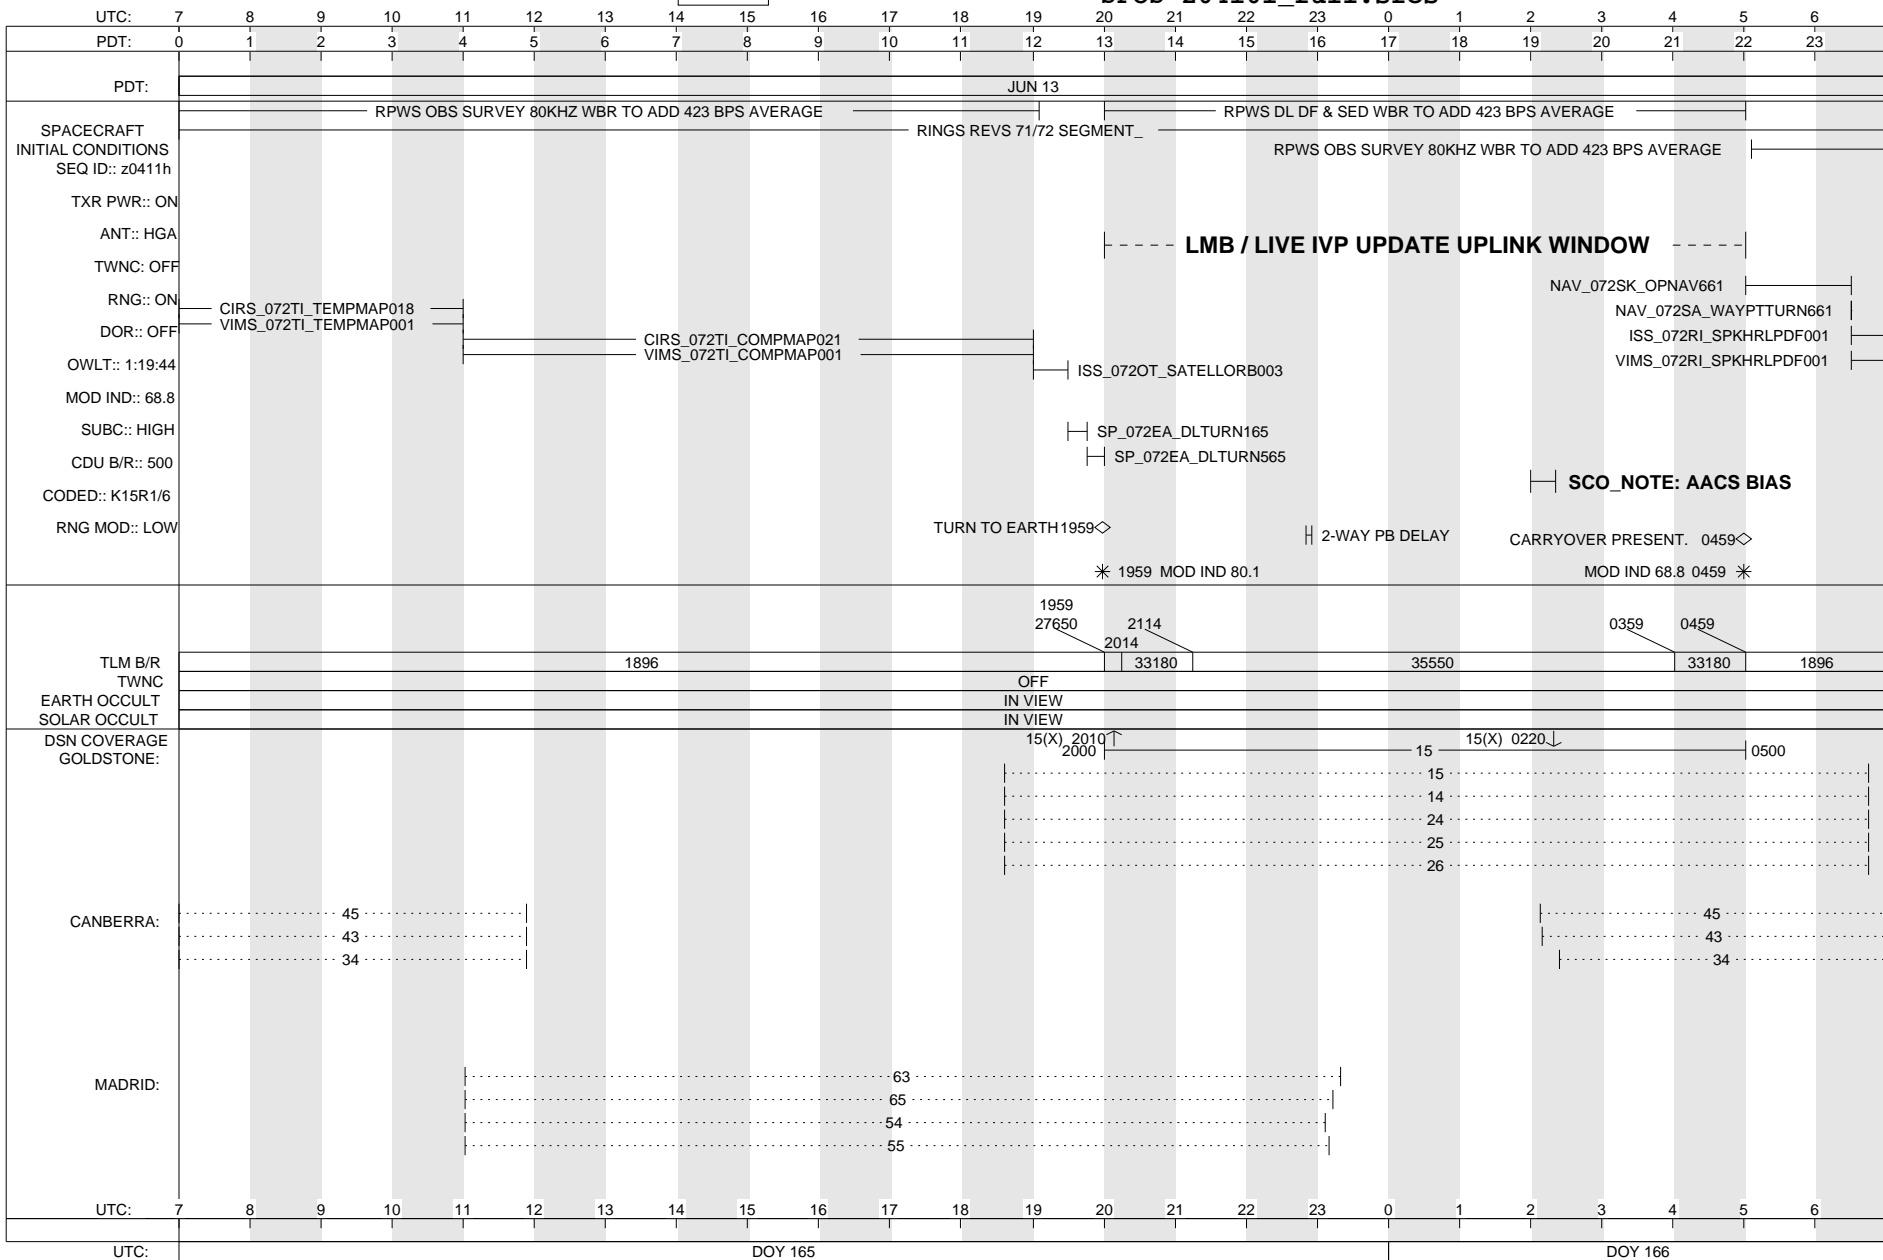 UTC: 7 8 9 10 11 12 13 14 15 16 17 18 19 20 21 22 23 0 1 2 3 4 5 6
PDT: 0 1 2 3 4 5 6 7 8 9 10 11 12 13 14 15 16 17 18 19 20 21 22 23
PDT: JUN 13
RPWS OBS SURVEY 80KHZ WBR TO ADD 423 BPS AVERAGE RPWS DL DF & SED WBR TO ADD 423 BPS AVERAGE
SPACECRAFT RINGS REVS 71/72 SEGMENT_
INITIAL CONDITIONS RPWS OBS SURVEY 80KHZ WBR TO ADD 423 BPS AVERAGE
SEQ ID:: z0411h
TXR PWR:: ON
ANT:: HGA
LMB / LIVE IVP UPDATE UPLINK WINDOW
TWNC: OFF
NAV_072SK_OPNAV661
RNG:: ON
CIRS_072TI_TEMPMAP018 NAV_072SA_WAYPTTURN661
VIMS_072TI_TEMPMAP001
DOR:: OFF
CIRS_072TI_COMPMAP021 ISS_072RI_SPKHRLPDF001
VIMS_072TI_COMPMAP001 VIMS_072RI_SPKHRLPDF001
OWLT:: 1:19:44
ISS_072OT_SATELLORB003
MOD IND:: 68.8
SUBC:: HIGH SP_072EA_DLTURN165
CDU B/R:: 500 SP_072EA_DLTURN565
SCO_NOTE: AACS BIAS
CODED:: K15R1/6
RNG MOD:: LOW TURN TO EARTH 1959
2-WAY PB DELAY CARRYOVER PRESENT. 0459
1959 MOD IND 80.1 MOD IND 68.8 0459
1959
27650 2114 0359 0459
2014
TLM B/R 1896 33180 35550 33180 1896
TWNC OFF
EARTH OCCULT IN VIEW
SOLAR OCCULT IN VIEW
DSN COVERAGE 15(X) 2010 15(X) 0220
GOLDSTONE: 2000 15 0500
15
14
24
25
26
CANBERRA: 45 45
43 43
34 34
MADRID: 63
65
54
55
UTC: 7 8 9 10 11 12 13 14 15 16 17 18 19 20 21 22 23 0 1 2 3 4 5 6
UTC: DOY 165 DOY 166